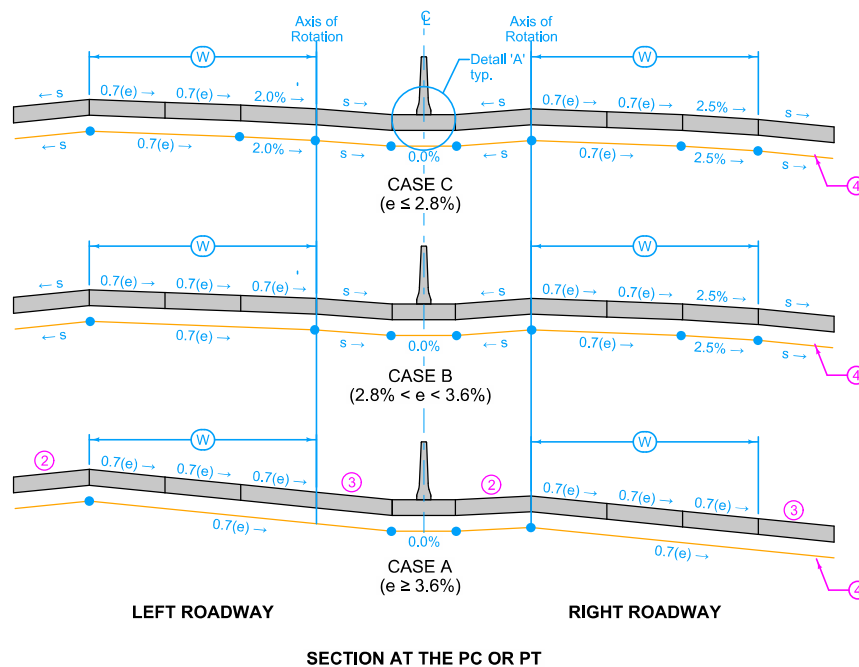 ℄
Axis of Rotation
Axis of Rotation
W
Detail 'A' typ.
W
← s 0.7(e) → 0.7(e) → 2.0% → ' s → ← s 0.7(e) → 0.7(e) → 2.5% → s →
← s 0.7(e) → 2.0% → s → 0.0% ← s 0.7(e) → 2.5% → s →
4
CASE C
(e ≤ 2.8%)
W
W
← s 0.7(e) → 0.7(e) → 0.7(e) → ' s → ← s 0.7(e) → 0.7(e) → 2.5% → s →
← s 0.7(e) → s → 0.0% ← s 0.7(e) → 2.5% → s →
4
CASE B
(2.8% < e < 3.6%)
W
W
2 0.7(e) → 0.7(e) → 0.7(e) → 3 2 0.7(e) → 0.7(e) → 0.7(e) → 3
0.7(e) → 0.0% 0.7(e) →
4
CASE A
(e ≥ 3.6%)
LEFT ROADWAY
RIGHT ROADWAY
SECTION AT THE PC OR PT